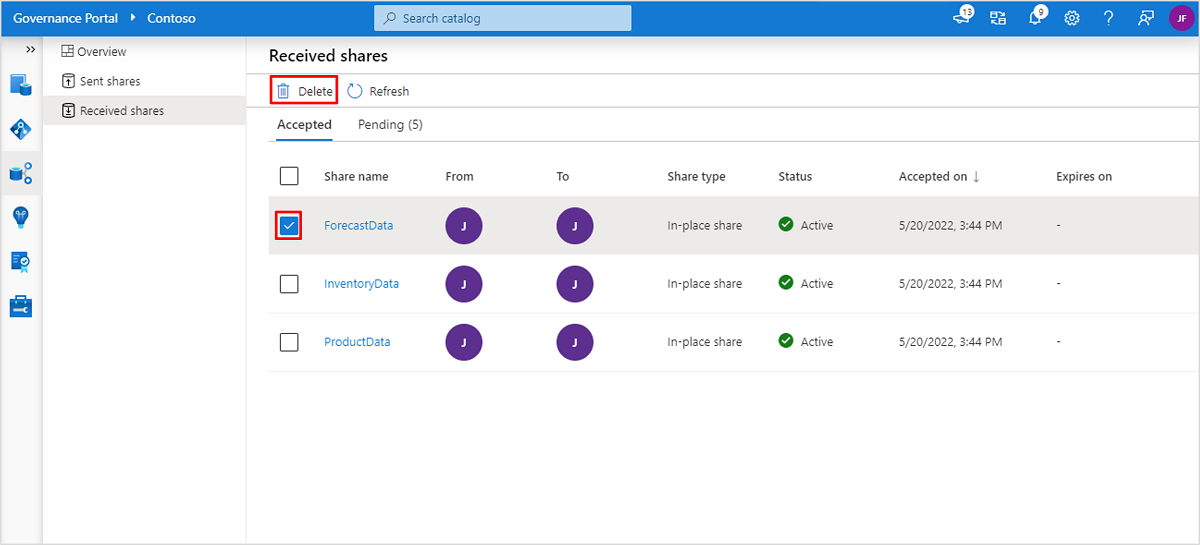 Governance Portal Contoso Search catalog 13 9 JF
Overview
Sent shares
Received shares
Received shares
Delete Refresh
Accepted Pending (5)
Share name From To Share type Status Accepted on ↓ Expires on
ForecastData J J In-place share Active 5/20/2022, 3:44 PM -
InventoryData J J In-place share Active 5/20/2022, 3:44 PM -
ProductData J J In-place share Active 5/20/2022, 3:44 PM -